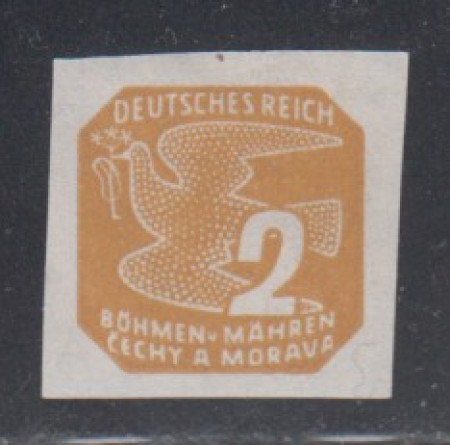 DEUTSCHES REICH
2
BÖHMEN u. MÄHREN
ČECHY A MORAVA